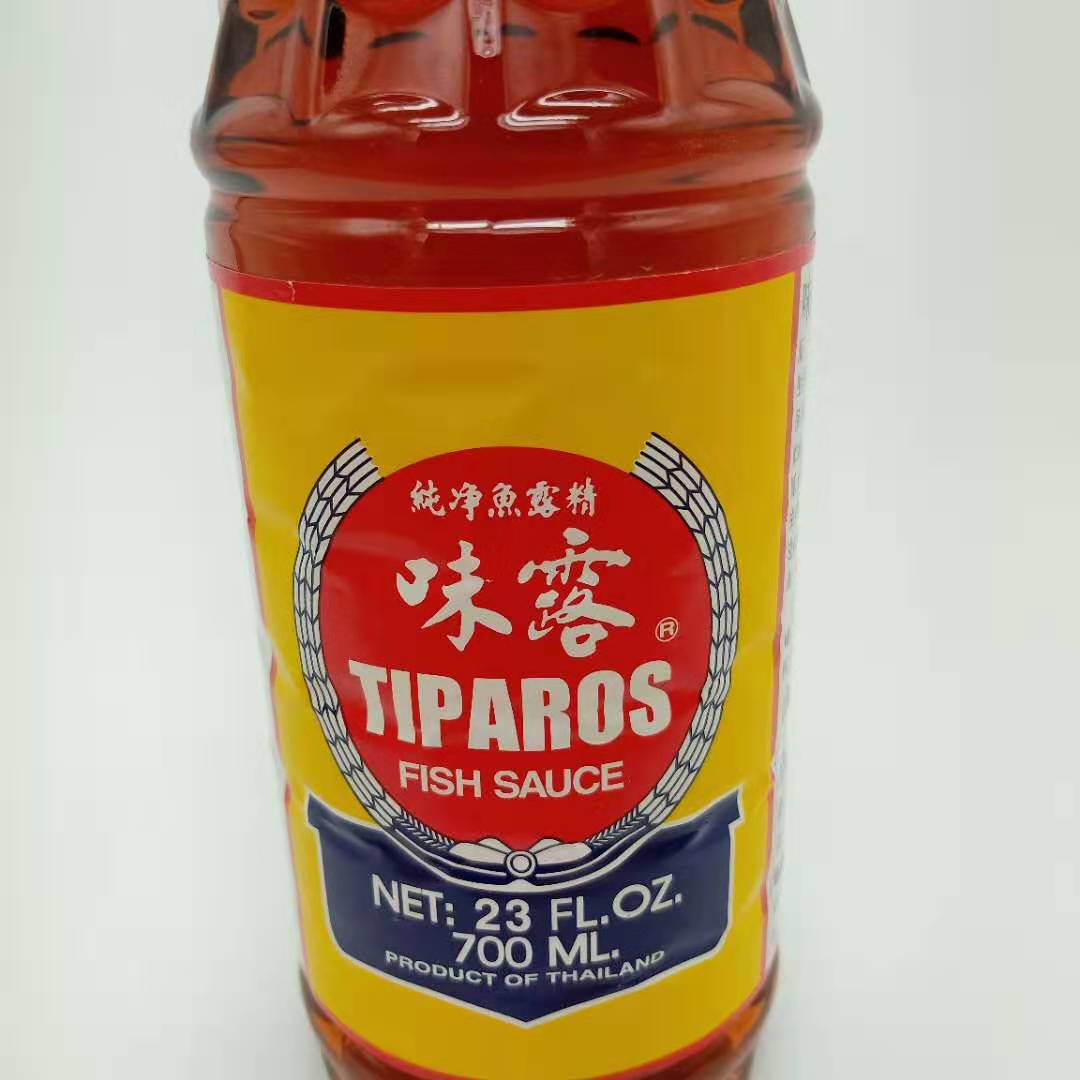 純净魚露精
味露®
TIPAROS
FISH SAUCE
NET: 23 FL.OZ.
700 ML.
PRODUCT OF THAILAND